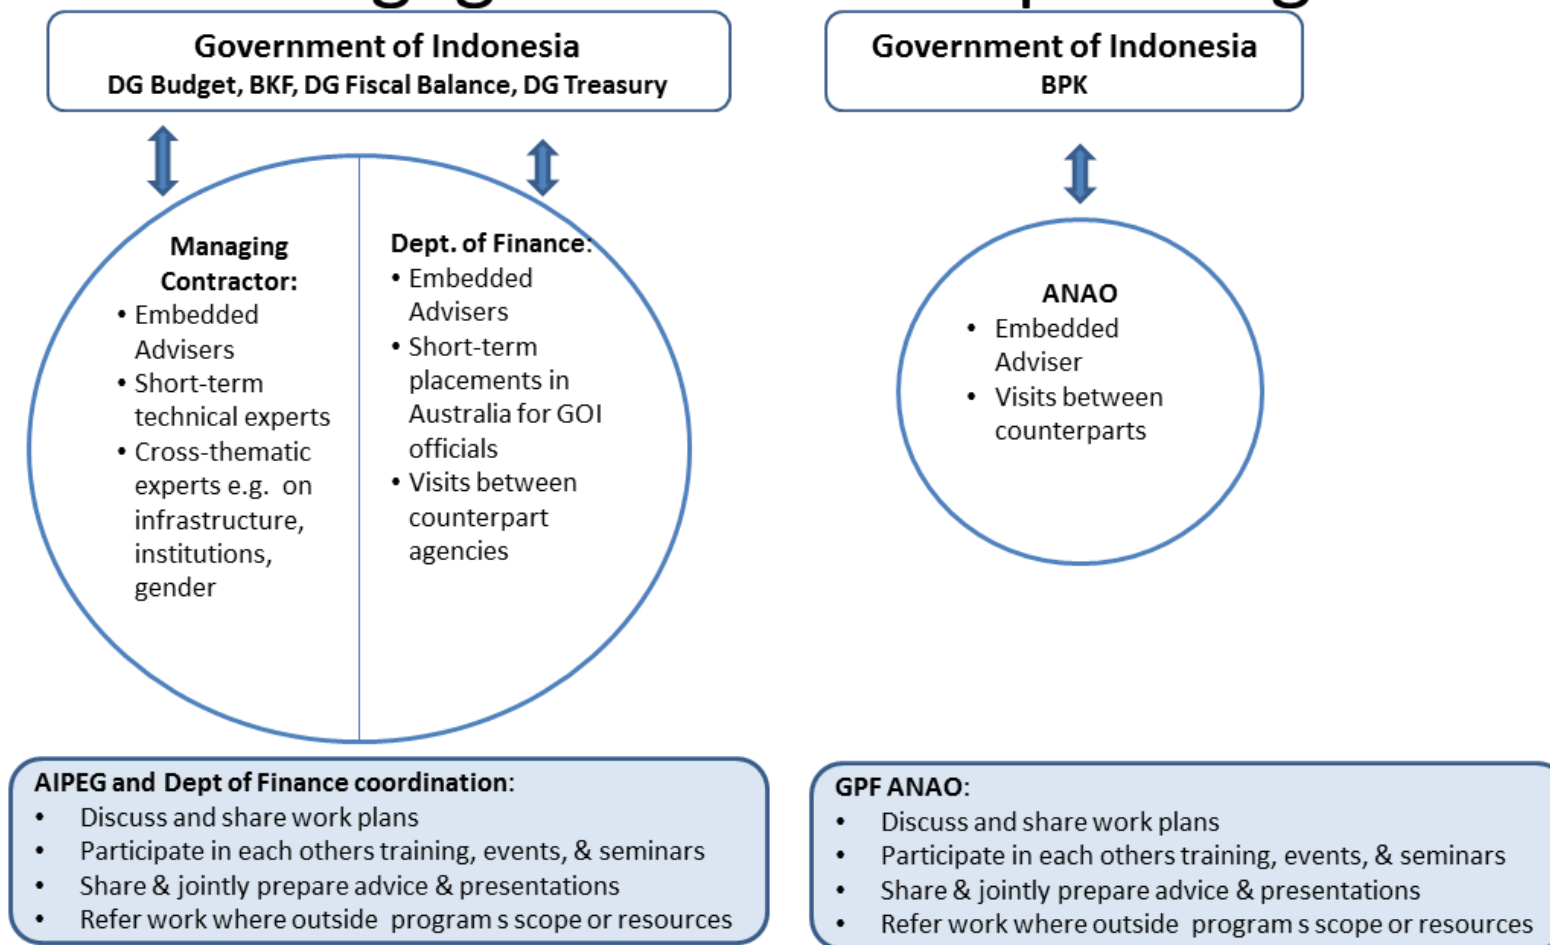 Government of Indonesia
DG Budget, BKF, DG Fiscal Balance, DG Treasury
Managing
Contractor:
• Embedded
Advisers
• Short-term
technical experts
• Cross-thematic
experts e.g. on
infrastructure,
institutions,
gender
Dept. of Finance:
• Embedded
Advisers
• Short-term
placements in
Australia for GOI
officials
• Visits between
counterpart
agencies
AIPEG and Dept of Finance coordination:
• Discuss and share work plans
• Participate in each others training, events, & seminars
• Share & jointly prepare advice & presentations
• Refer work where outside program s scope or resources
Government of Indonesia
BPK
ANAO
• Embedded
Adviser
• Visits between
counterparts
GPF ANAO:
• Discuss and share work plans
• Participate in each others training, events, & seminars
• Share & jointly prepare advice & presentations
• Refer work where outside program s scope or resources